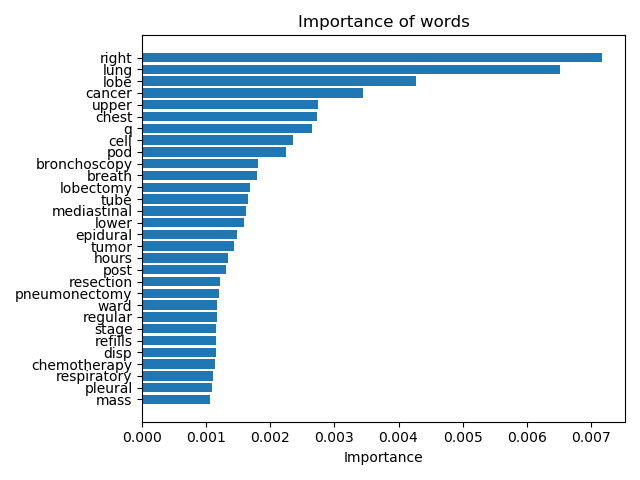 Importance of words
right
lung
lobe
cancer
upper
chest
q
cell
pod
bronchoscopy
breath
lobectomy
tube
mediastinal
lower
epidural
tumor
hours
post
resection
pneumonectomy
ward
regular
stage
refills
disp
chemotherapy
respiratory
pleural
mass
0.000 0.001 0.002 0.003 0.004 0.005 0.006 0.007
Importance